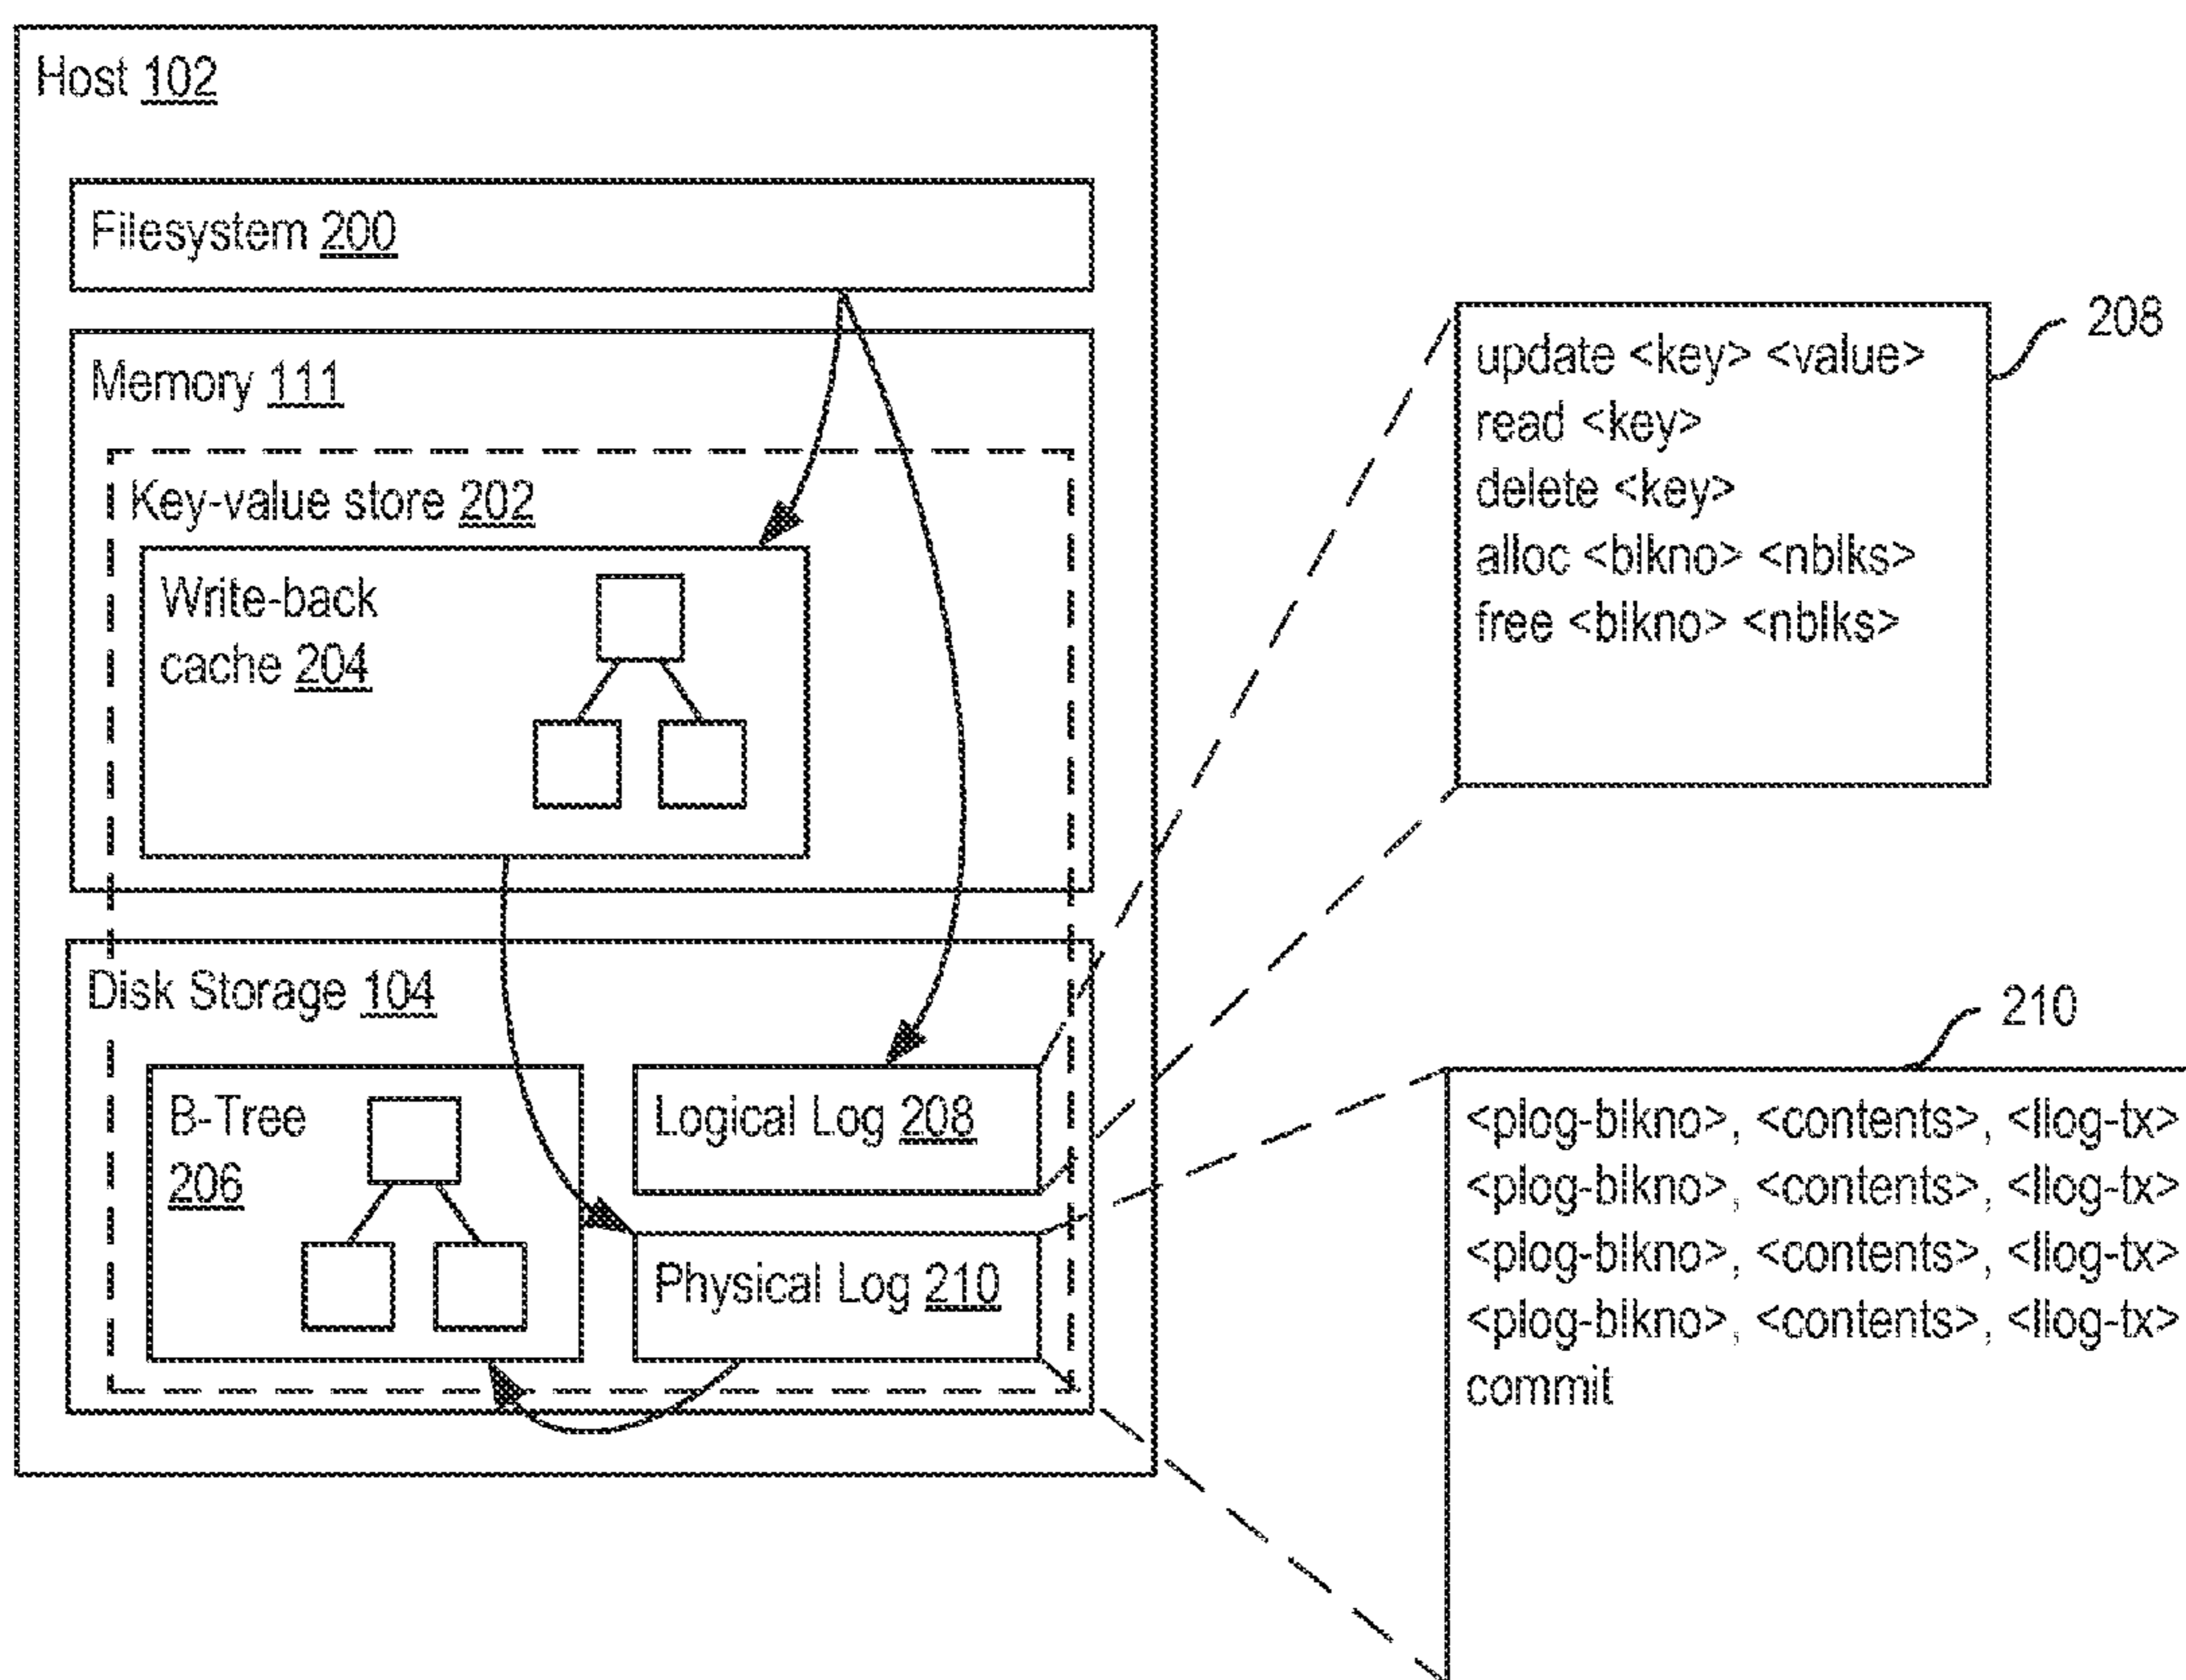 Host 102
Filesystem 200
Memory 111
Key-value store 202
Write-back
cache 204
Disk Storage 104
B-Tree
206
Logical Log 208
Physical Log 210
208
update <key> <value>
read <key>
delete <key>
alloc <blkno> <nblks>
free <blkno> <nblks>
210
<plog-blkno>, <contents>, <llog-tx>
<plog-blkno>, <contents>, <llog-tx>
<plog-blkno>, <contents>, <llog-tx>
<plog-blkno>, <contents>, <llog-tx>
commit